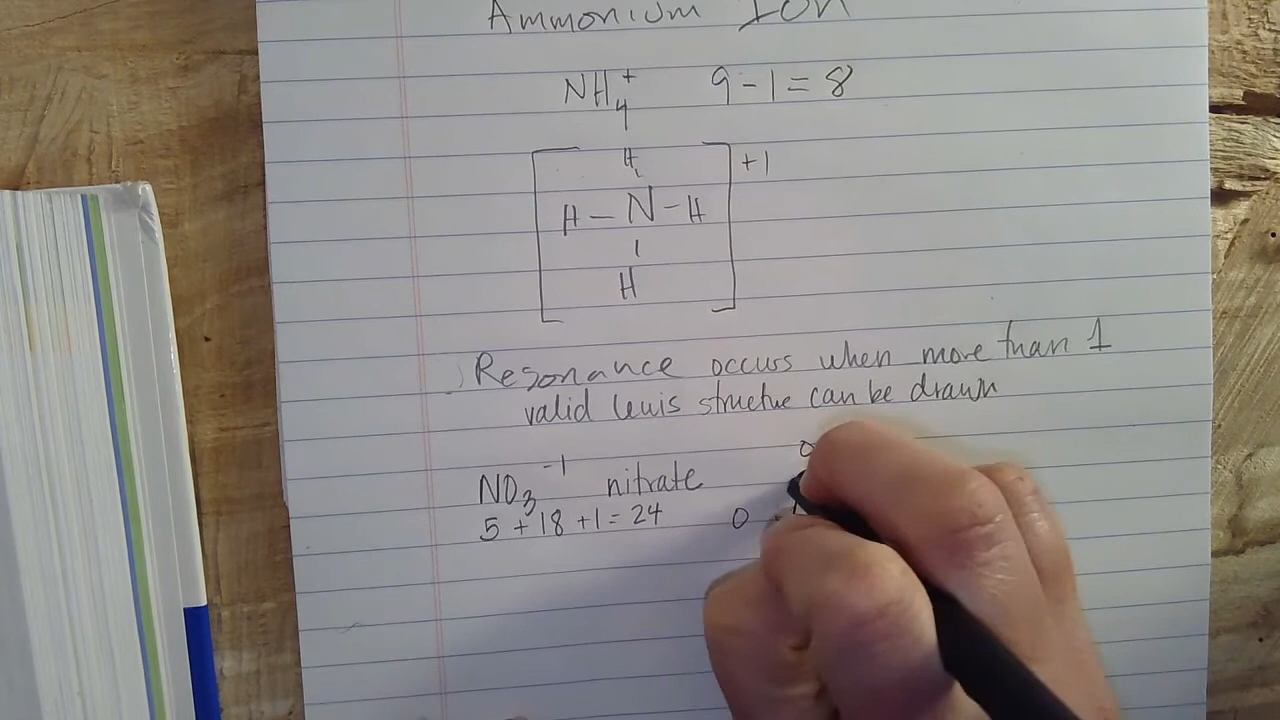 Ammonium Ion
NH4+ 9 - 1 = 8
H +1
H - N - H
H
Resonance occurs when more than 1
valid lewis structue can be drawn
NO3 -1 nitrate O
5 + 18 + 1 = 24 O